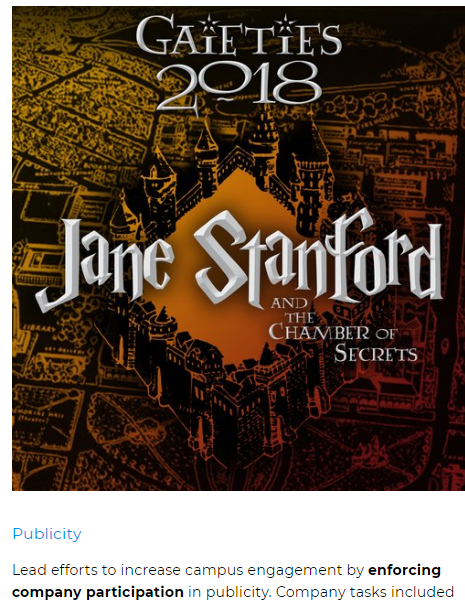 GAiETiES
2018
Jane Stanford
AND
THE
CHAMBER OF
SECRETS
LIBRARY
Publicity
Lead efforts to increase campus engagement by enforcing
company participation in publicity. Company tasks included